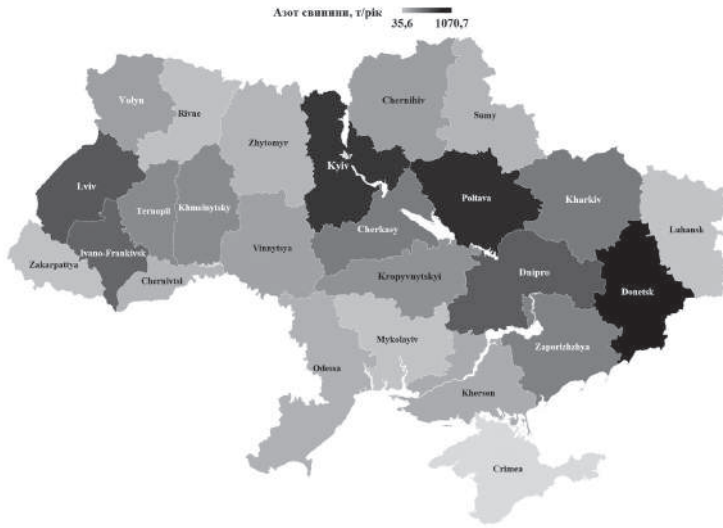 Азот свинини, т/рік
35,6 1070,7
Chernihiv
Volyn
Rivne
Sumy
Zhytomyr
Kyiv
Lviv
Poltava
Kharkiv
Ternopil
Khmelnytsky
Luhansk
Cherkasy
Ivano-Frankivsk
Vinnytsya
Zakarpattya
Dnipro
Chernivtsi
Kropyvnytskyi
Donetsk
Mykolayiv
Zaporizhzhya
Odessa
Kherson
Crimea